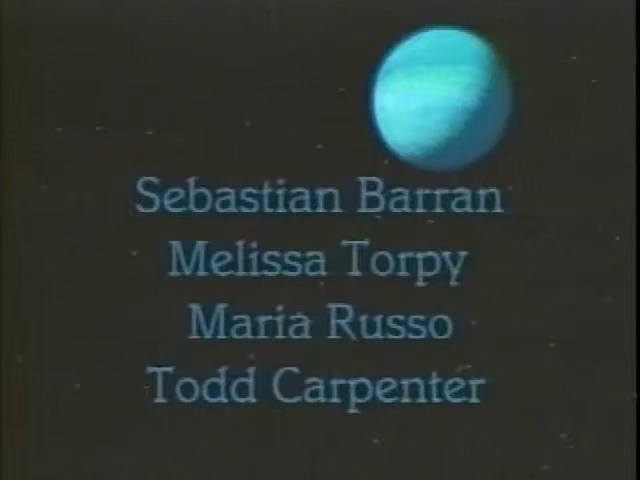 Sebastian Barran
Melissa Torpy
Maria Russo
Todd Carpenter